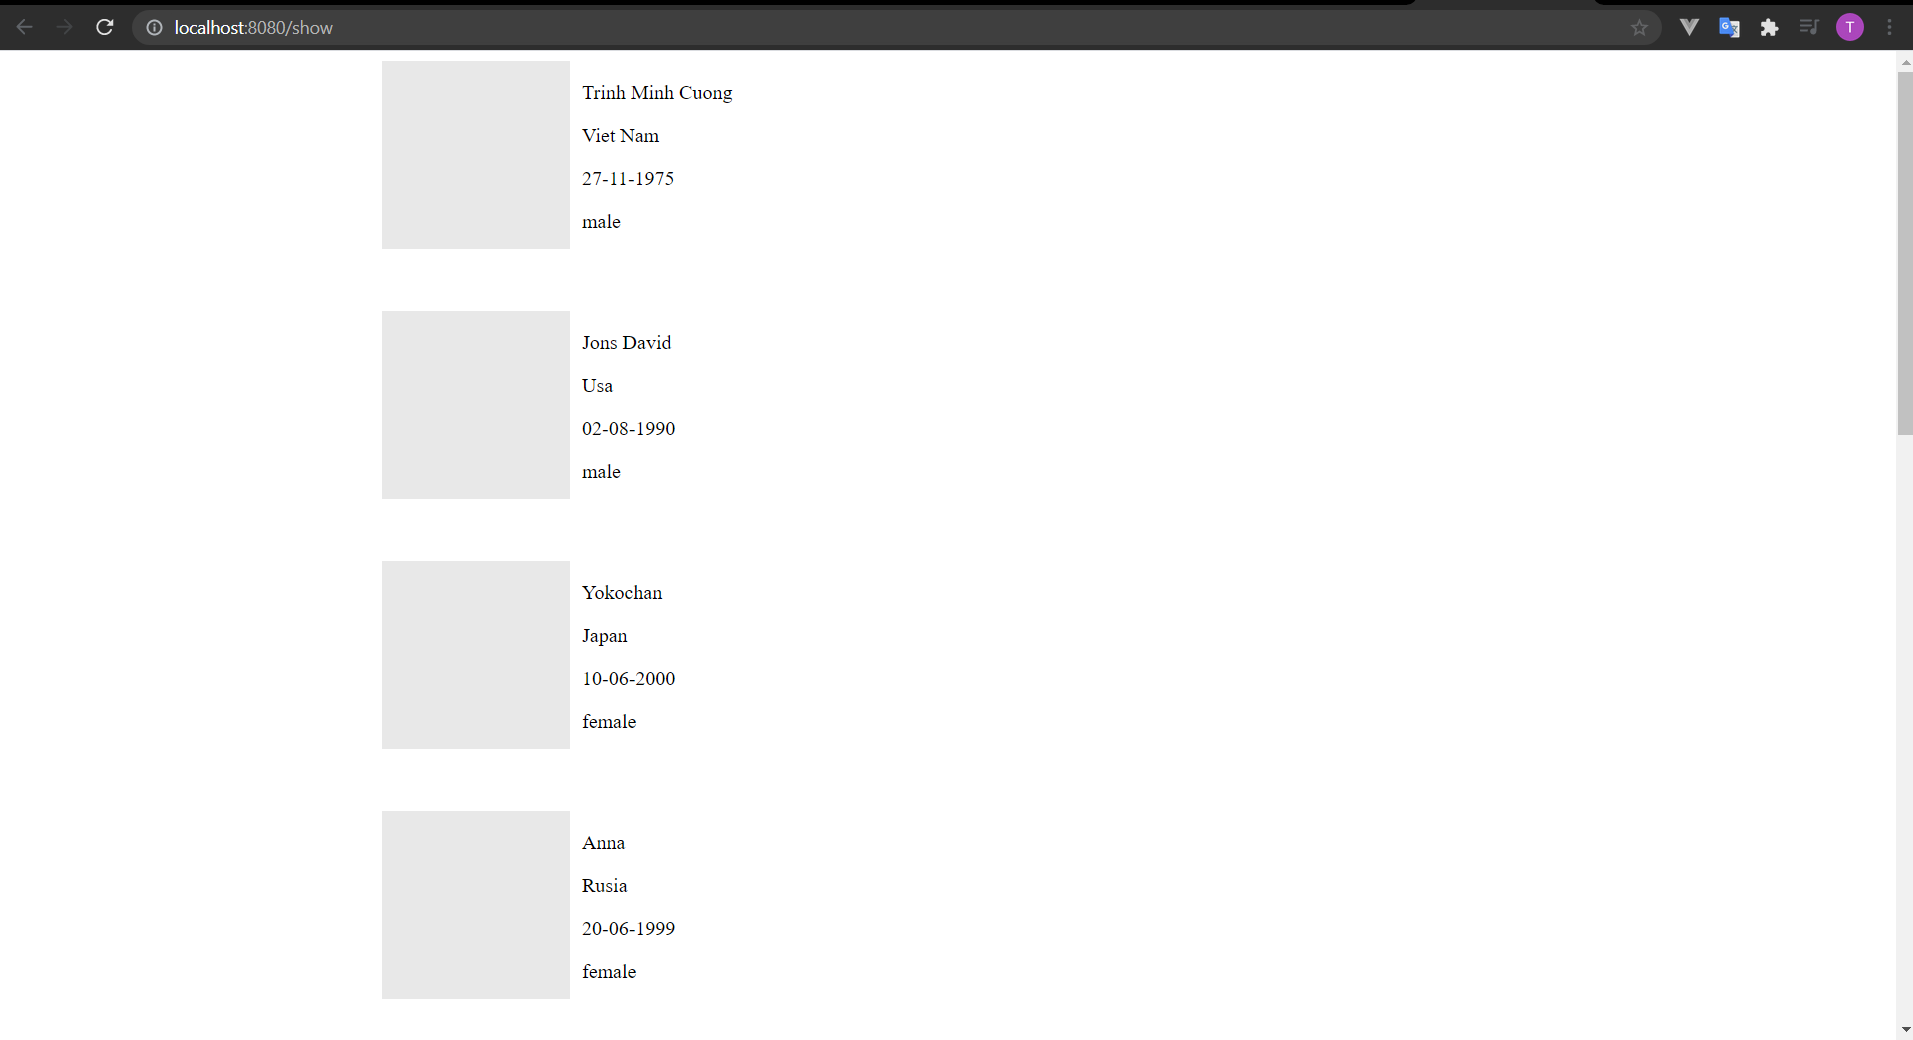 localhost:8080/show
T
Trinh Minh Cuong
Viet Nam
27-11-1975
male
Jons David
Usa
02-08-1990
male
Yokochan
Japan
10-06-2000
female
Anna
Rusia
20-06-1999
female